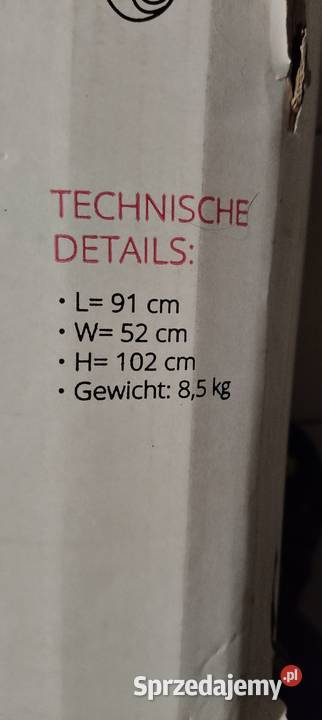 TECHNISCHE
DETAILS:
• L= 91 cm
• W= 52 cm
• H= 102 cm
• Gewicht: 8,5 kg
Sprzedajemy.pl